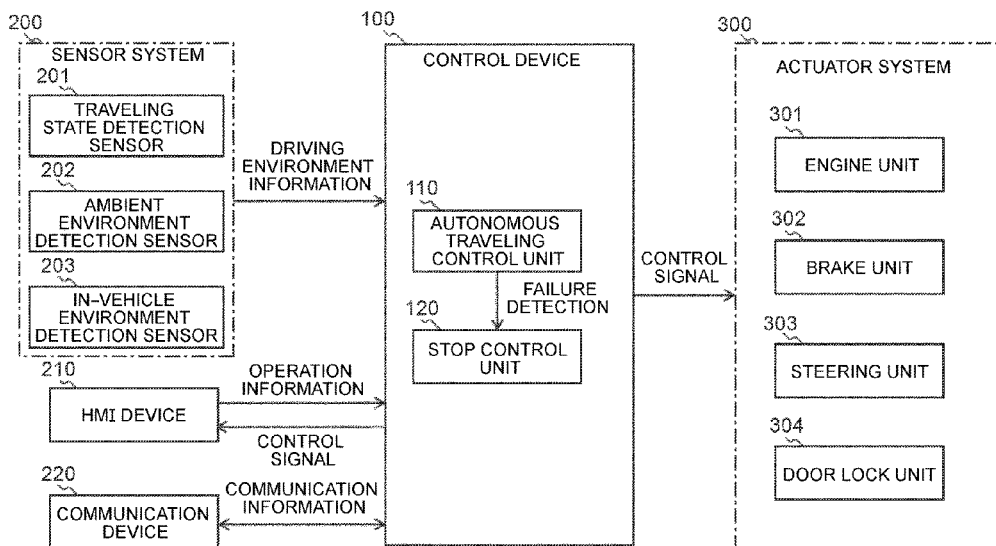 200
SENSOR SYSTEM
201
TRAVELING
STATE DETECTION
SENSOR
202
AMBIENT
ENVIRONMENT
DETECTION SENSOR
203
IN-VEHICLE
ENVIRONMENT
DETECTION SENSOR
210
HMI DEVICE
220
COMMUNICATION
DEVICE
DRIVING
ENVIRONMENT
INFORMATION
OPERATION
INFORMATION
CONTROL
SIGNAL
COMMUNICATION
INFORMATION
100
CONTROL DEVICE
110
AUTONOMOUS
TRAVELING
CONTROL UNIT
FAILURE
DETECTION
120
STOP CONTROL
UNIT
CONTROL
SIGNAL
300
ACTUATOR SYSTEM
301
ENGINE UNIT
302
BRAKE UNIT
303
STEERING UNIT
304
DOOR LOCK UNIT